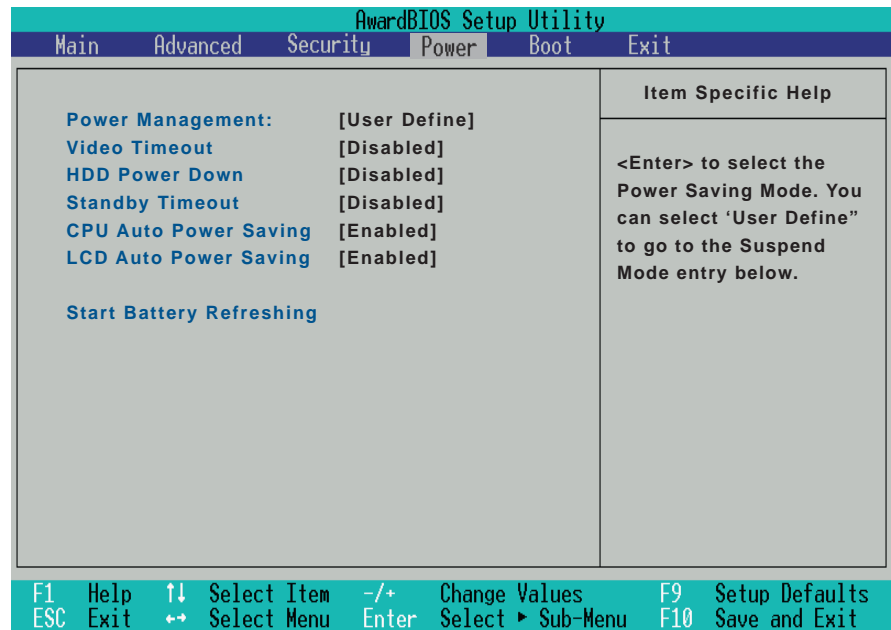 AwardBIOS Setup Utility
Main Advanced Security Power Boot Exit
Power Management: [User Define]
Video Timeout [Disabled]
HDD Power Down [Disabled]
Standby Timeout [Disabled]
CPU Auto Power Saving [Enabled]
LCD Auto Power Saving [Enabled]
Start Battery Refreshing
Item Specific Help
<Enter> to select the
Power Saving Mode. You
can select ‘User Define”
to go to the Suspend
Mode entry below.
F1 Help ↑↓ Select Item -/+ Change Values F9 Setup Defaults
ESC Exit ←→ Select Menu Enter Select ▶ Sub-Menu F10 Save and Exit